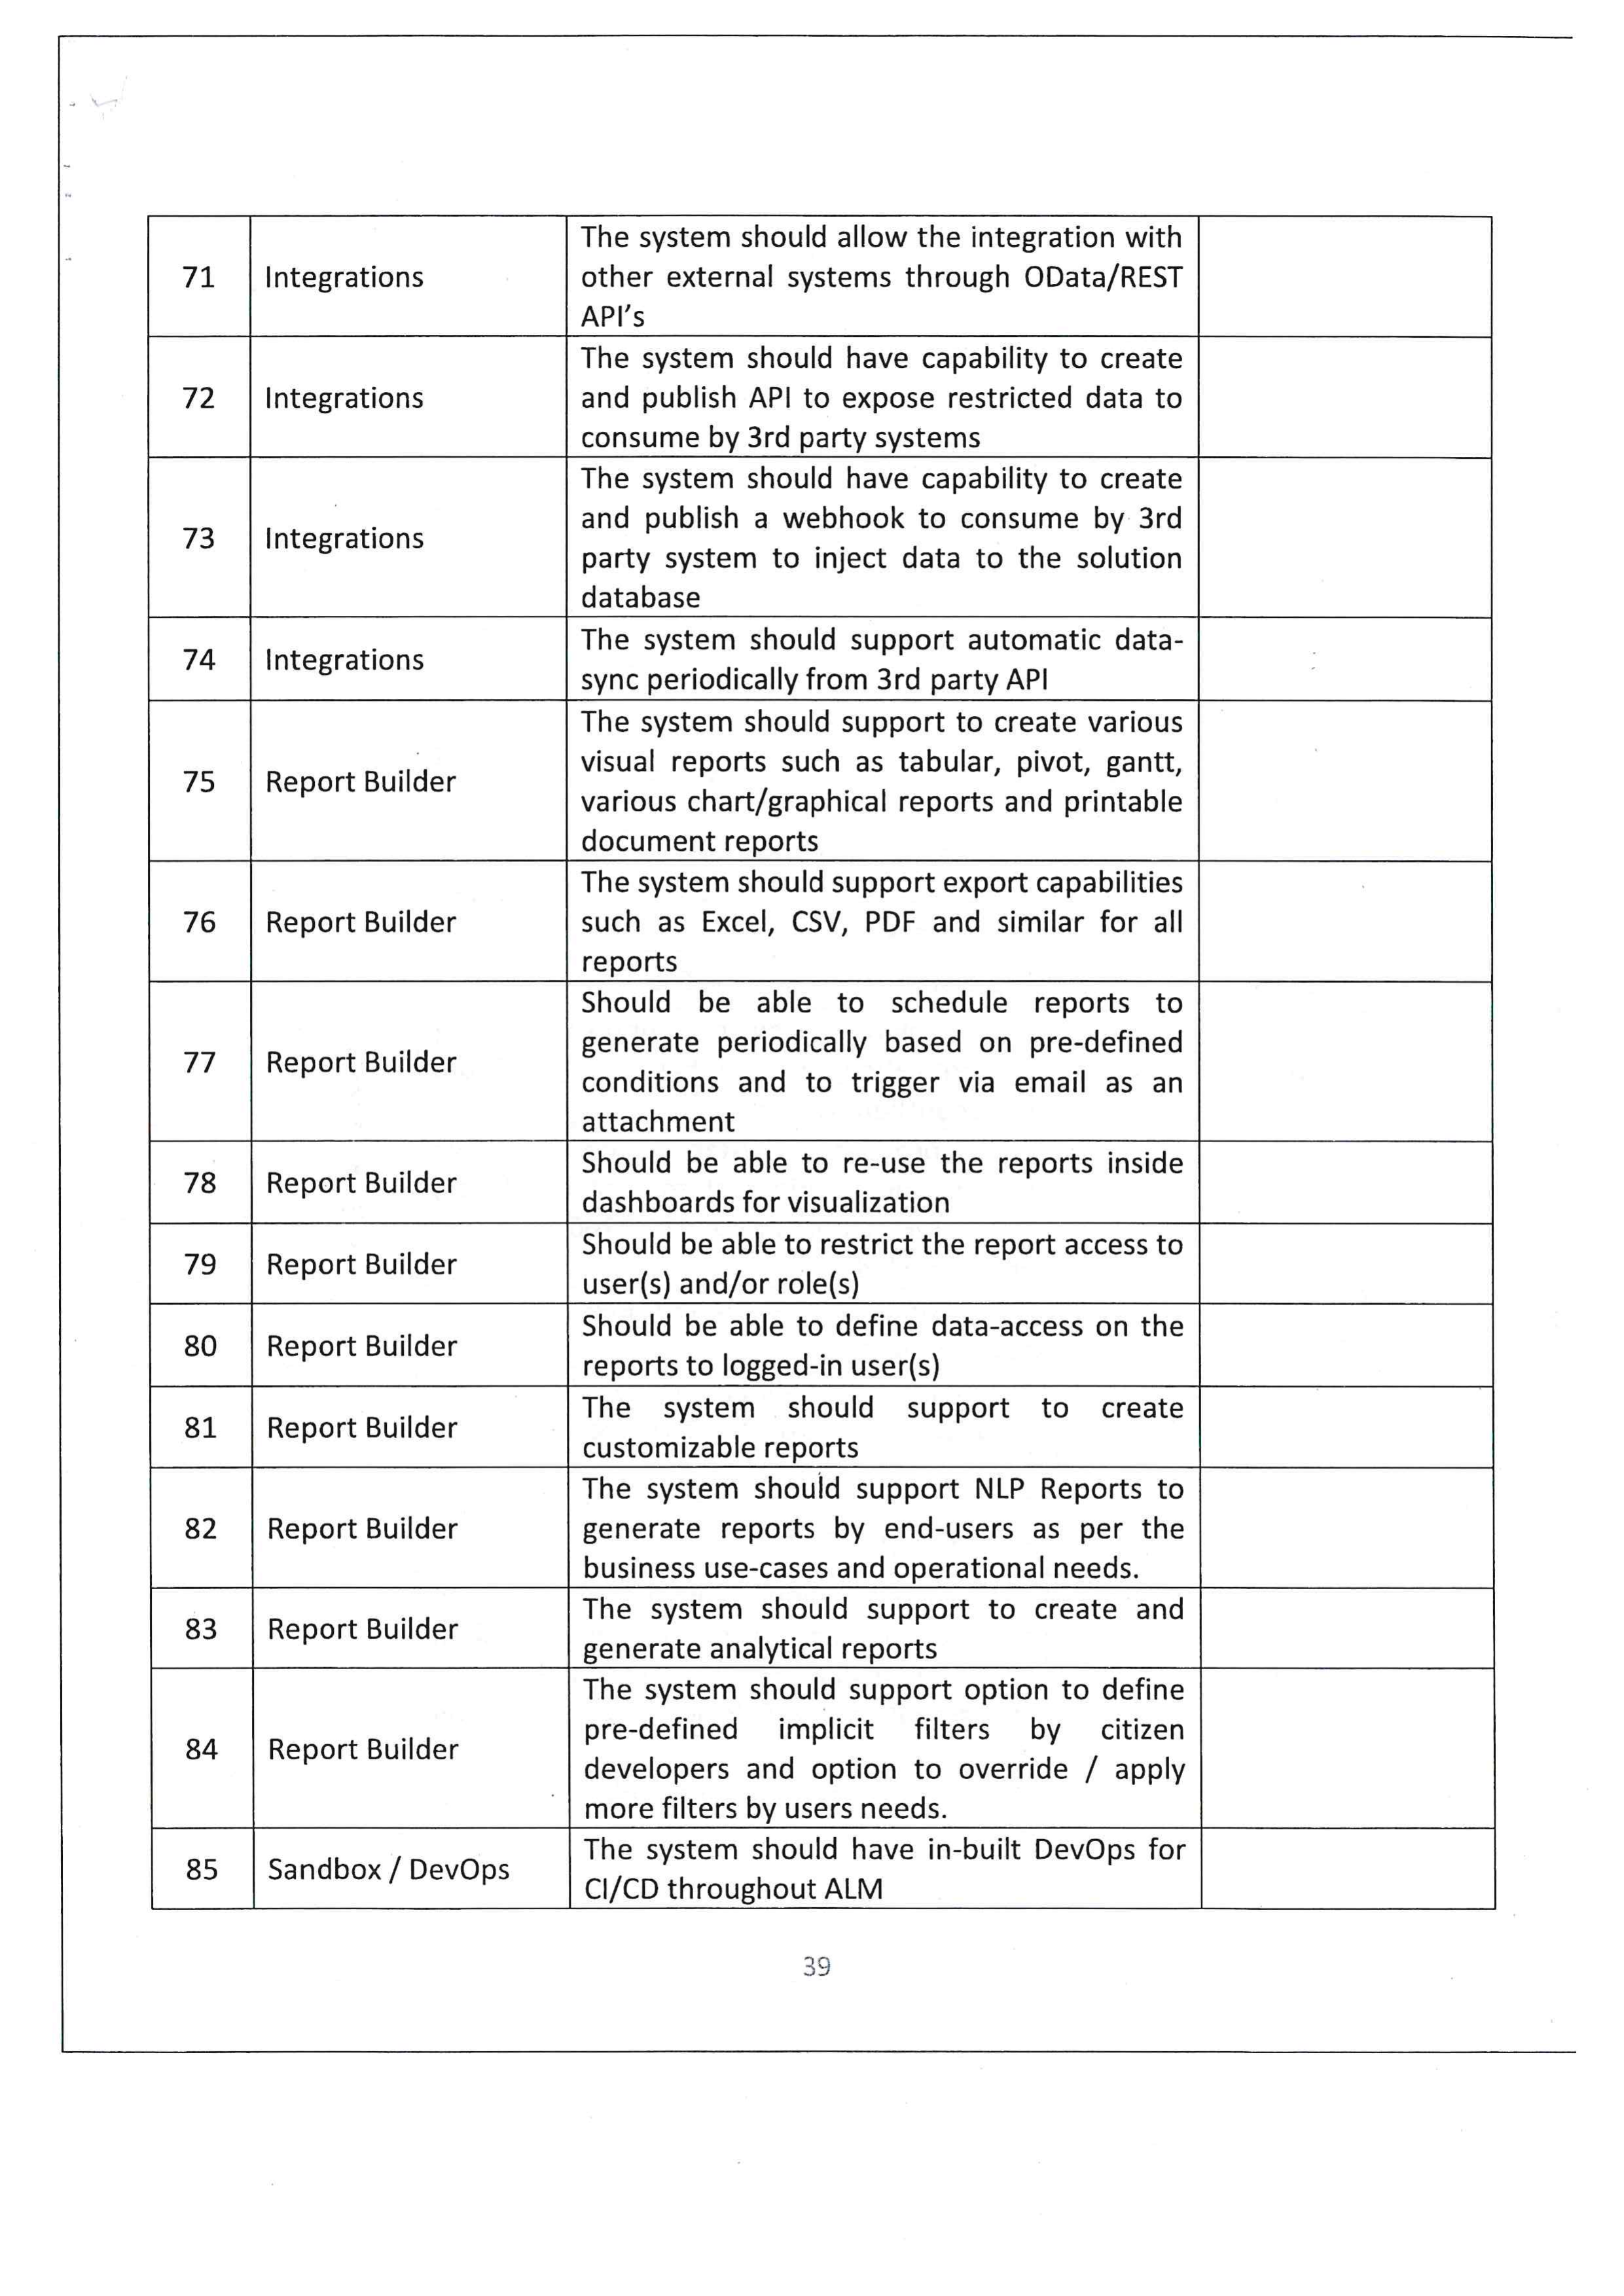 71 Integrations The system should allow the integration with
other external systems through OData/REST
API's
72 Integrations The system should have capability to create
and publish API to expose restricted data to
consume by 3rd party systems
73 Integrations The system should have capability to create
and publish a webhook to consume by 3rd
party system to inject data to the solution
database
74 Integrations The system should support automatic data-
sync periodically from 3rd party API
75 Report Builder The system should support to create various
visual reports such as tabular, pivot, gantt,
various chart/graphical reports and printable
document reports
76 Report Builder The system should support export capabilities
such as Excel, CSV, PDF and similar for all
reports
77 Report Builder Should be able to schedule reports to
generate periodically based on pre-defined
conditions and to trigger via email as an
attachment
78 Report Builder Should be able to re-use the reports inside
dashboards for visualization
79 Report Builder Should be able to restrict the report access to
user(s) and/or role(s)
80 Report Builder Should be able to define data-access on the
reports to logged-in user(s)
81 Report Builder The system should support to create
customizable reports
82 Report Builder The system should support NLP Reports to
generate reports by end-users as per the
business use-cases and operational needs.
83 Report Builder The system should support to create and
generate analytical reports
84 Report Builder The system should support option to define
pre-defined implicit filters by citizen
developers and option to override / apply
more filters by users needs.
85 Sandbox / DevOps The system should have in-built DevOps for
CI/CD throughout ALM
39